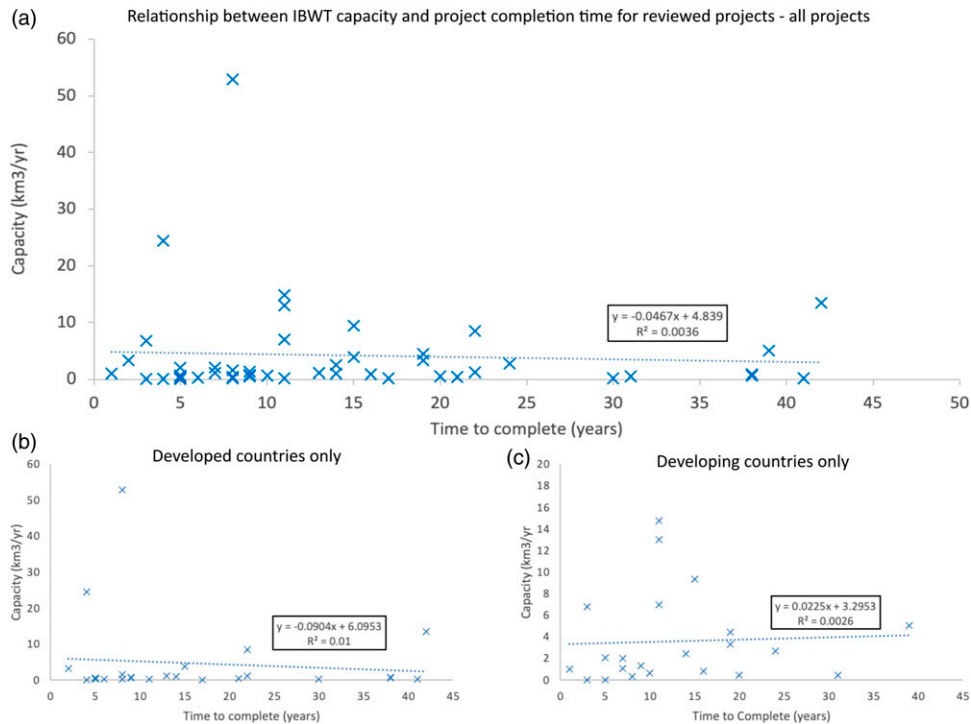 (a) Relationship between IBWT capacity and project completion time for reviewed projects - all projects
60
50
40
30
20
10
0
Capacity (km3/yr)
y = -0.0467x + 4.839
R² = 0.0036
0 5 10 15 20 25 30 35 40 45 50
Time to complete (years)
(b) Developed countries only
60
50
40
30
20
10
0
Capacity (km3/yr)
y = -0.0904x + 6.0953
R² = 0.01
0 5 10 15 20 25 30 35 40 45
Time to complete (years)
(c) Developing countries only
20
18
16
14
12
10
8
6
4
2
0
Capacity (km3/yr
y = 0.0225x + 3.2953
R² = 0.0026
0 5 10 15 20 25 30 35 40 45
Time to Complete (years)